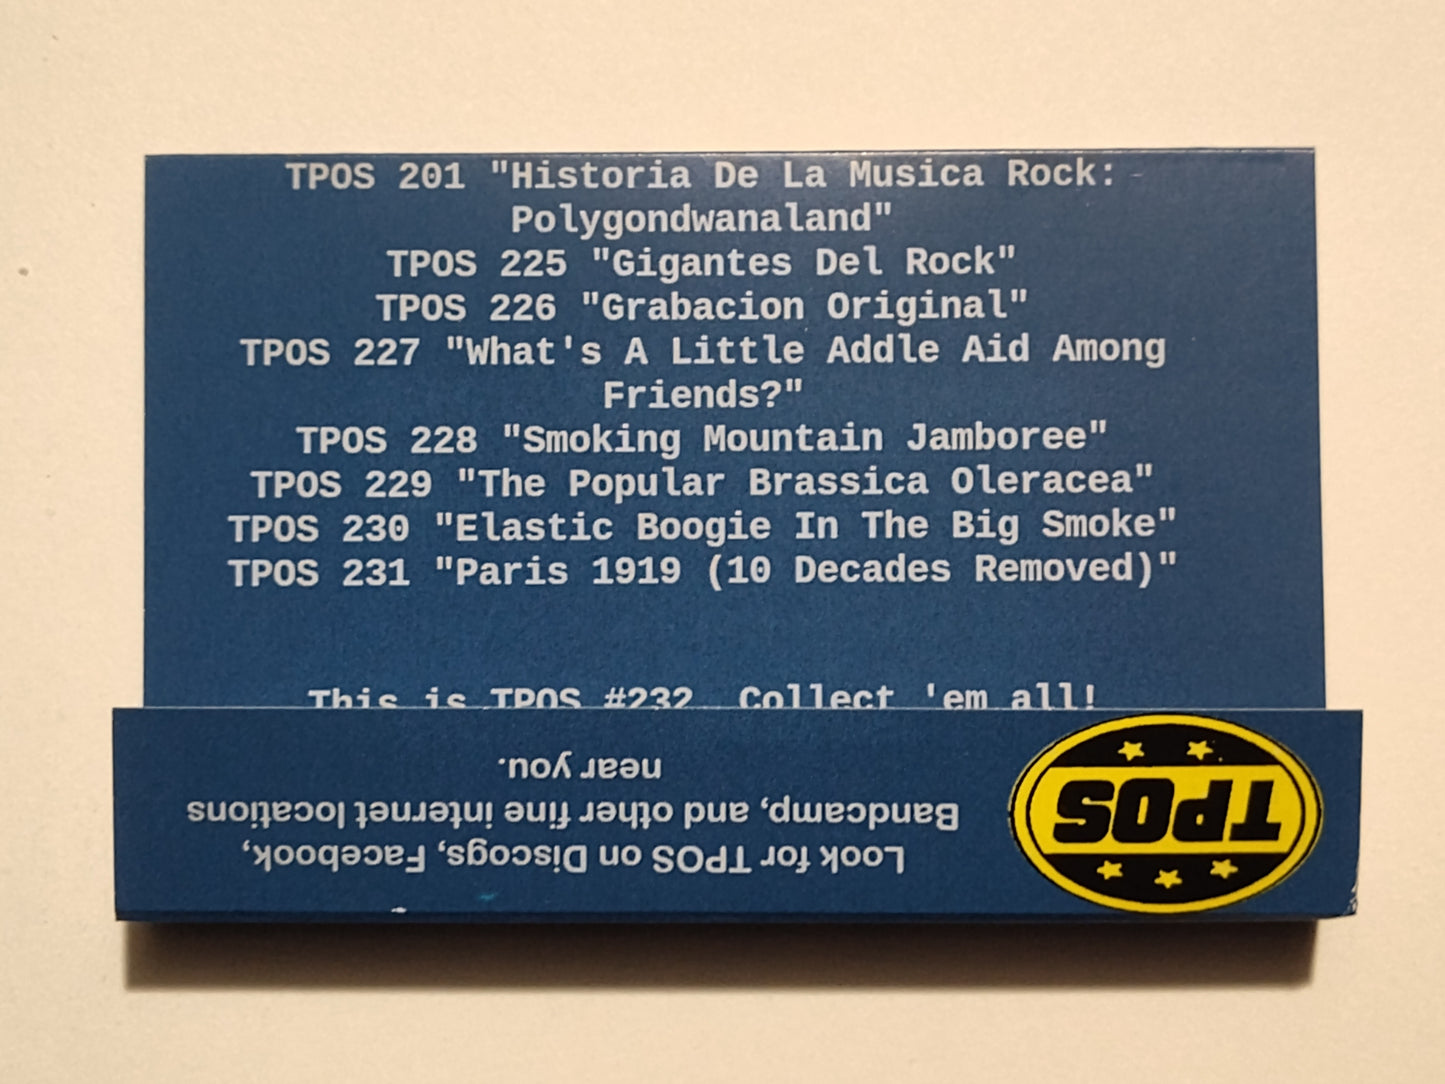 TPOS 201 "Historia De La Musica Rock:
Polygondwanaland"
TPOS 225 "Gigantes Del Rock"
TPOS 226 "Grabacion Original"
TPOS 227 "What's A Little Addle Aid Among
Friends?"
TPOS 228 "Smoking Mountain Jamboree"
TPOS 229 "The Popular Brassica Oleracea"
TPOS 230 "Elastic Boogie In The Big Smoke"
TPOS 231 "Paris 1919 (10 Decades Removed)"
This is TPOS #232. Collect 'em all!
Look for TPOS on Discogs, Facebook,
Bandcamp, and other fine internet locations
near you.
TPOS